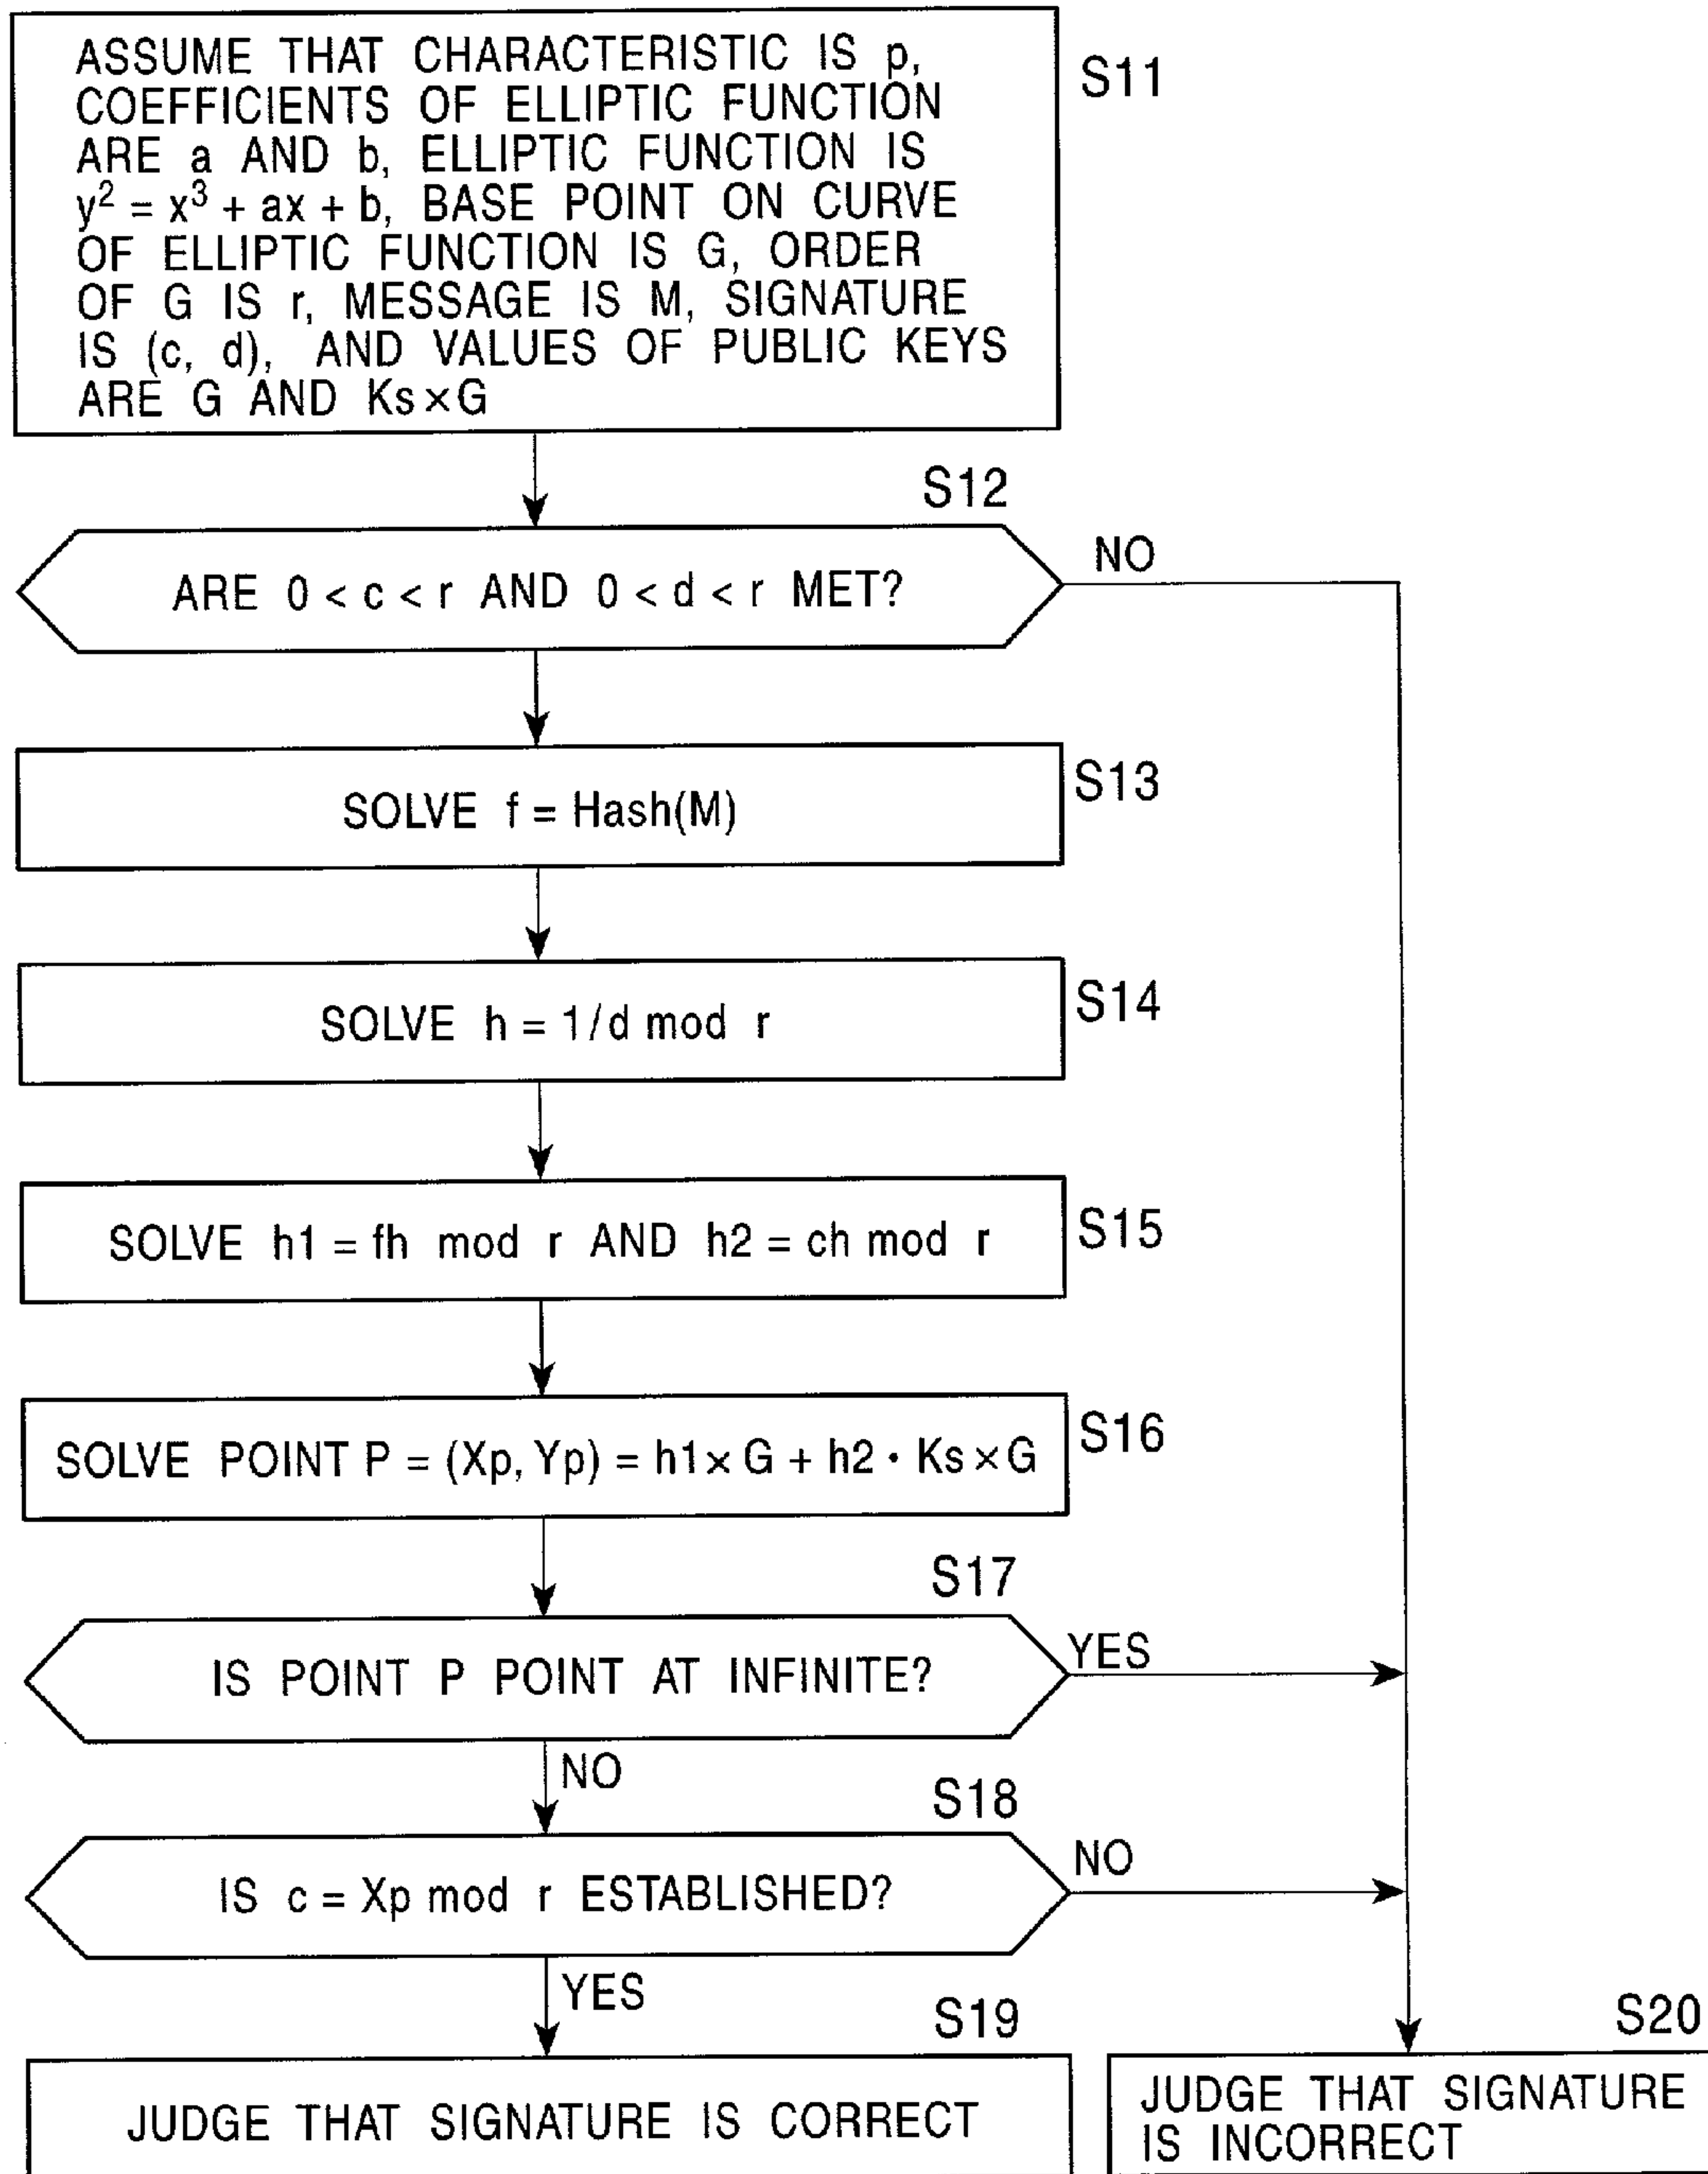 ASSUME THAT CHARACTERISTIC IS p,
COEFFICIENTS OF ELLIPTIC FUNCTION
ARE a AND b, ELLIPTIC FUNCTION IS
y² = x³ + ax + b, BASE POINT ON CURVE
OF ELLIPTIC FUNCTION IS G, ORDER
OF G IS r, MESSAGE IS M, SIGNATURE
IS (c, d), AND VALUES OF PUBLIC KEYS
ARE G AND Ks×G
S11
S12
ARE 0 < c < r AND 0 < d < r MET?
NO
SOLVE f = Hash(M)
S13
SOLVE h = 1/d mod r
S14
SOLVE h1 = fh mod r AND h2 = ch mod r
S15
SOLVE POINT P = (Xp, Yp) = h1×G + h2・Ks×G
S16
S17
IS POINT P POINT AT INFINITE?
YES
NO
S18
IS c = Xp mod r ESTABLISHED?
NO
YES
S19
JUDGE THAT SIGNATURE IS CORRECT
S20
JUDGE THAT SIGNATURE
IS INCORRECT